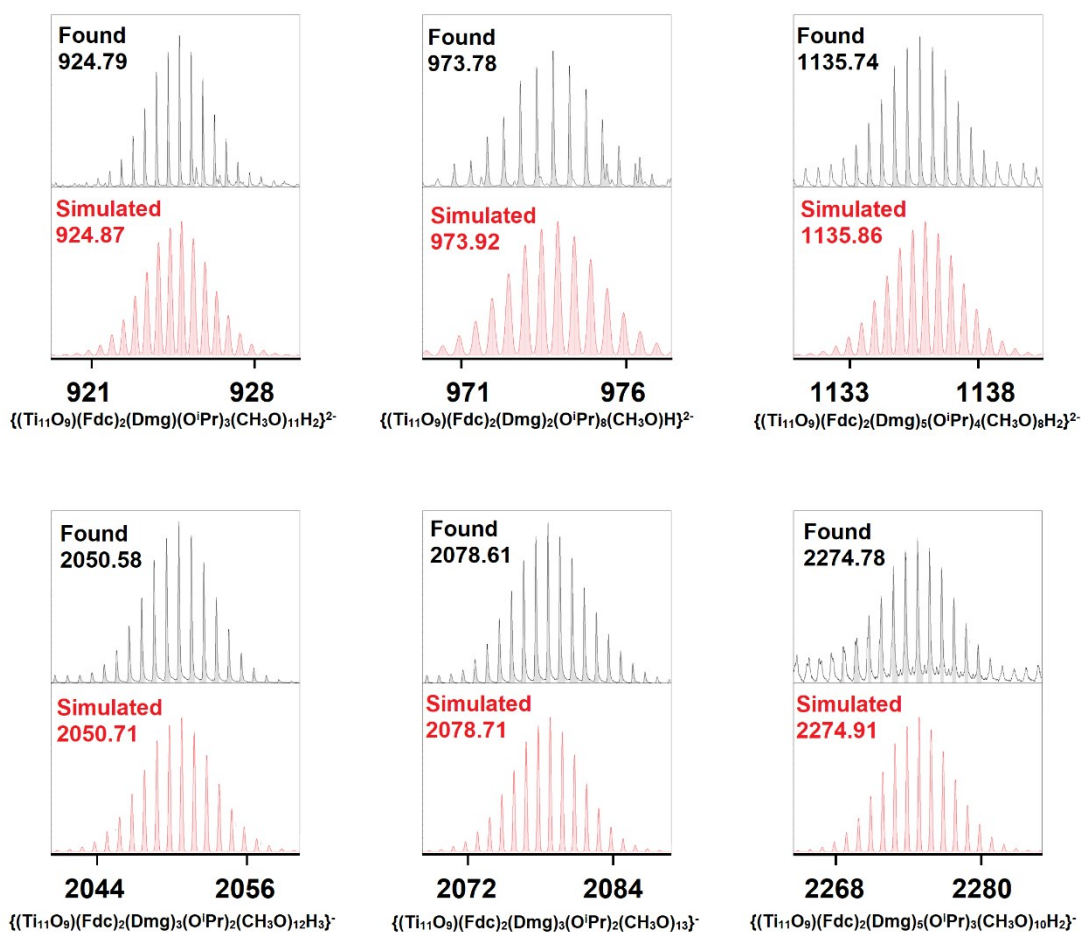 Found
924.79
Simulated
924.87
921 928
{(Ti₁₁O₉)(Fdc)₂(Dmg)(OⁱPr)₃(CH₃O)₁₁H₂}²⁻
Found
973.78
Simulated
973.92
971 976
{(Ti₁₁O₉)(Fdc)₂(Dmg)₂(OⁱPr)₈(CH₃O)H}²⁻
Found
1135.74
Simulated
1135.86
1133 1138
{(Ti₁₁O₉)(Fdc)₂(Dmg)₅(OⁱPr)₄(CH₃O)₈H₂}²⁻
Found
2050.58
Simulated
2050.71
2044 2056
{(Ti₁₁O₉)(Fdc)₂(Dmg)₃(OⁱPr)₂(CH₃O)₁₂H₃}⁻
Found
2078.61
Simulated
2078.71
2072 2084
{(Ti₁₁O₉)(Fdc)₂(Dmg)₃(OⁱPr)₂(CH₃O)₁₃}⁻
Found
2274.78
Simulated
2274.91
2268 2280
{(Ti₁₁O₉)(Fdc)₂(Dmg)₅(OⁱPr)₃(CH₃O)₁₀H₂}⁻